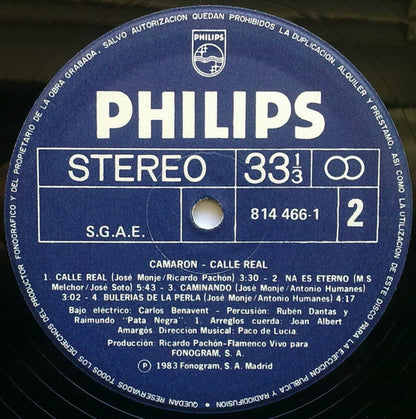 DEL PRODUCTOR FONOGRAFICO Y DEL PROPIETARIO DE LA OBRA GRABADA. SALVO AUTORIZACION QUEDAN PROHIBIDOS LA DUPLICACION, ALQUILER Y PRESTAMO, ASI COMO LA UTILIZACION DE ESTE DISCO PARA LA EJECUCION PUBLICA Y RADIODIFUSION
QUEDAN RESERVADOS TODOS LOS DERECHOS
PHILIPS
PHILIPS
STEREO 33⅓
S.G.A.E. 814 466-1 2
CAMARON - CALLE REAL
1. CALLE REAL (José Monje/Ricardo Pachón) 3:30 - 2. NA ES ETERNO (M.S.
Melchor/José Soto) 5:43 - 3. CAMINANDO (José Monje/Antonio Humanes)
3:02 - 4. BULERIAS DE LA PERLA (José Monje/Antonio Humanes) 4:17
Bajo eléctrico: Carlos Benavent - Percusión: Rubén Dantas y
Raimundo "Pata Negra". 1. Arreglos cuerda: Joan Albert
Amargós. Dirección Musical: Paco de Lucía.
Producción: Ricardo Pachón-Flamenco Vivo para
FONOGRAM, S. A.
Ⓟ 1983 Fonogram, S. A. Madrid